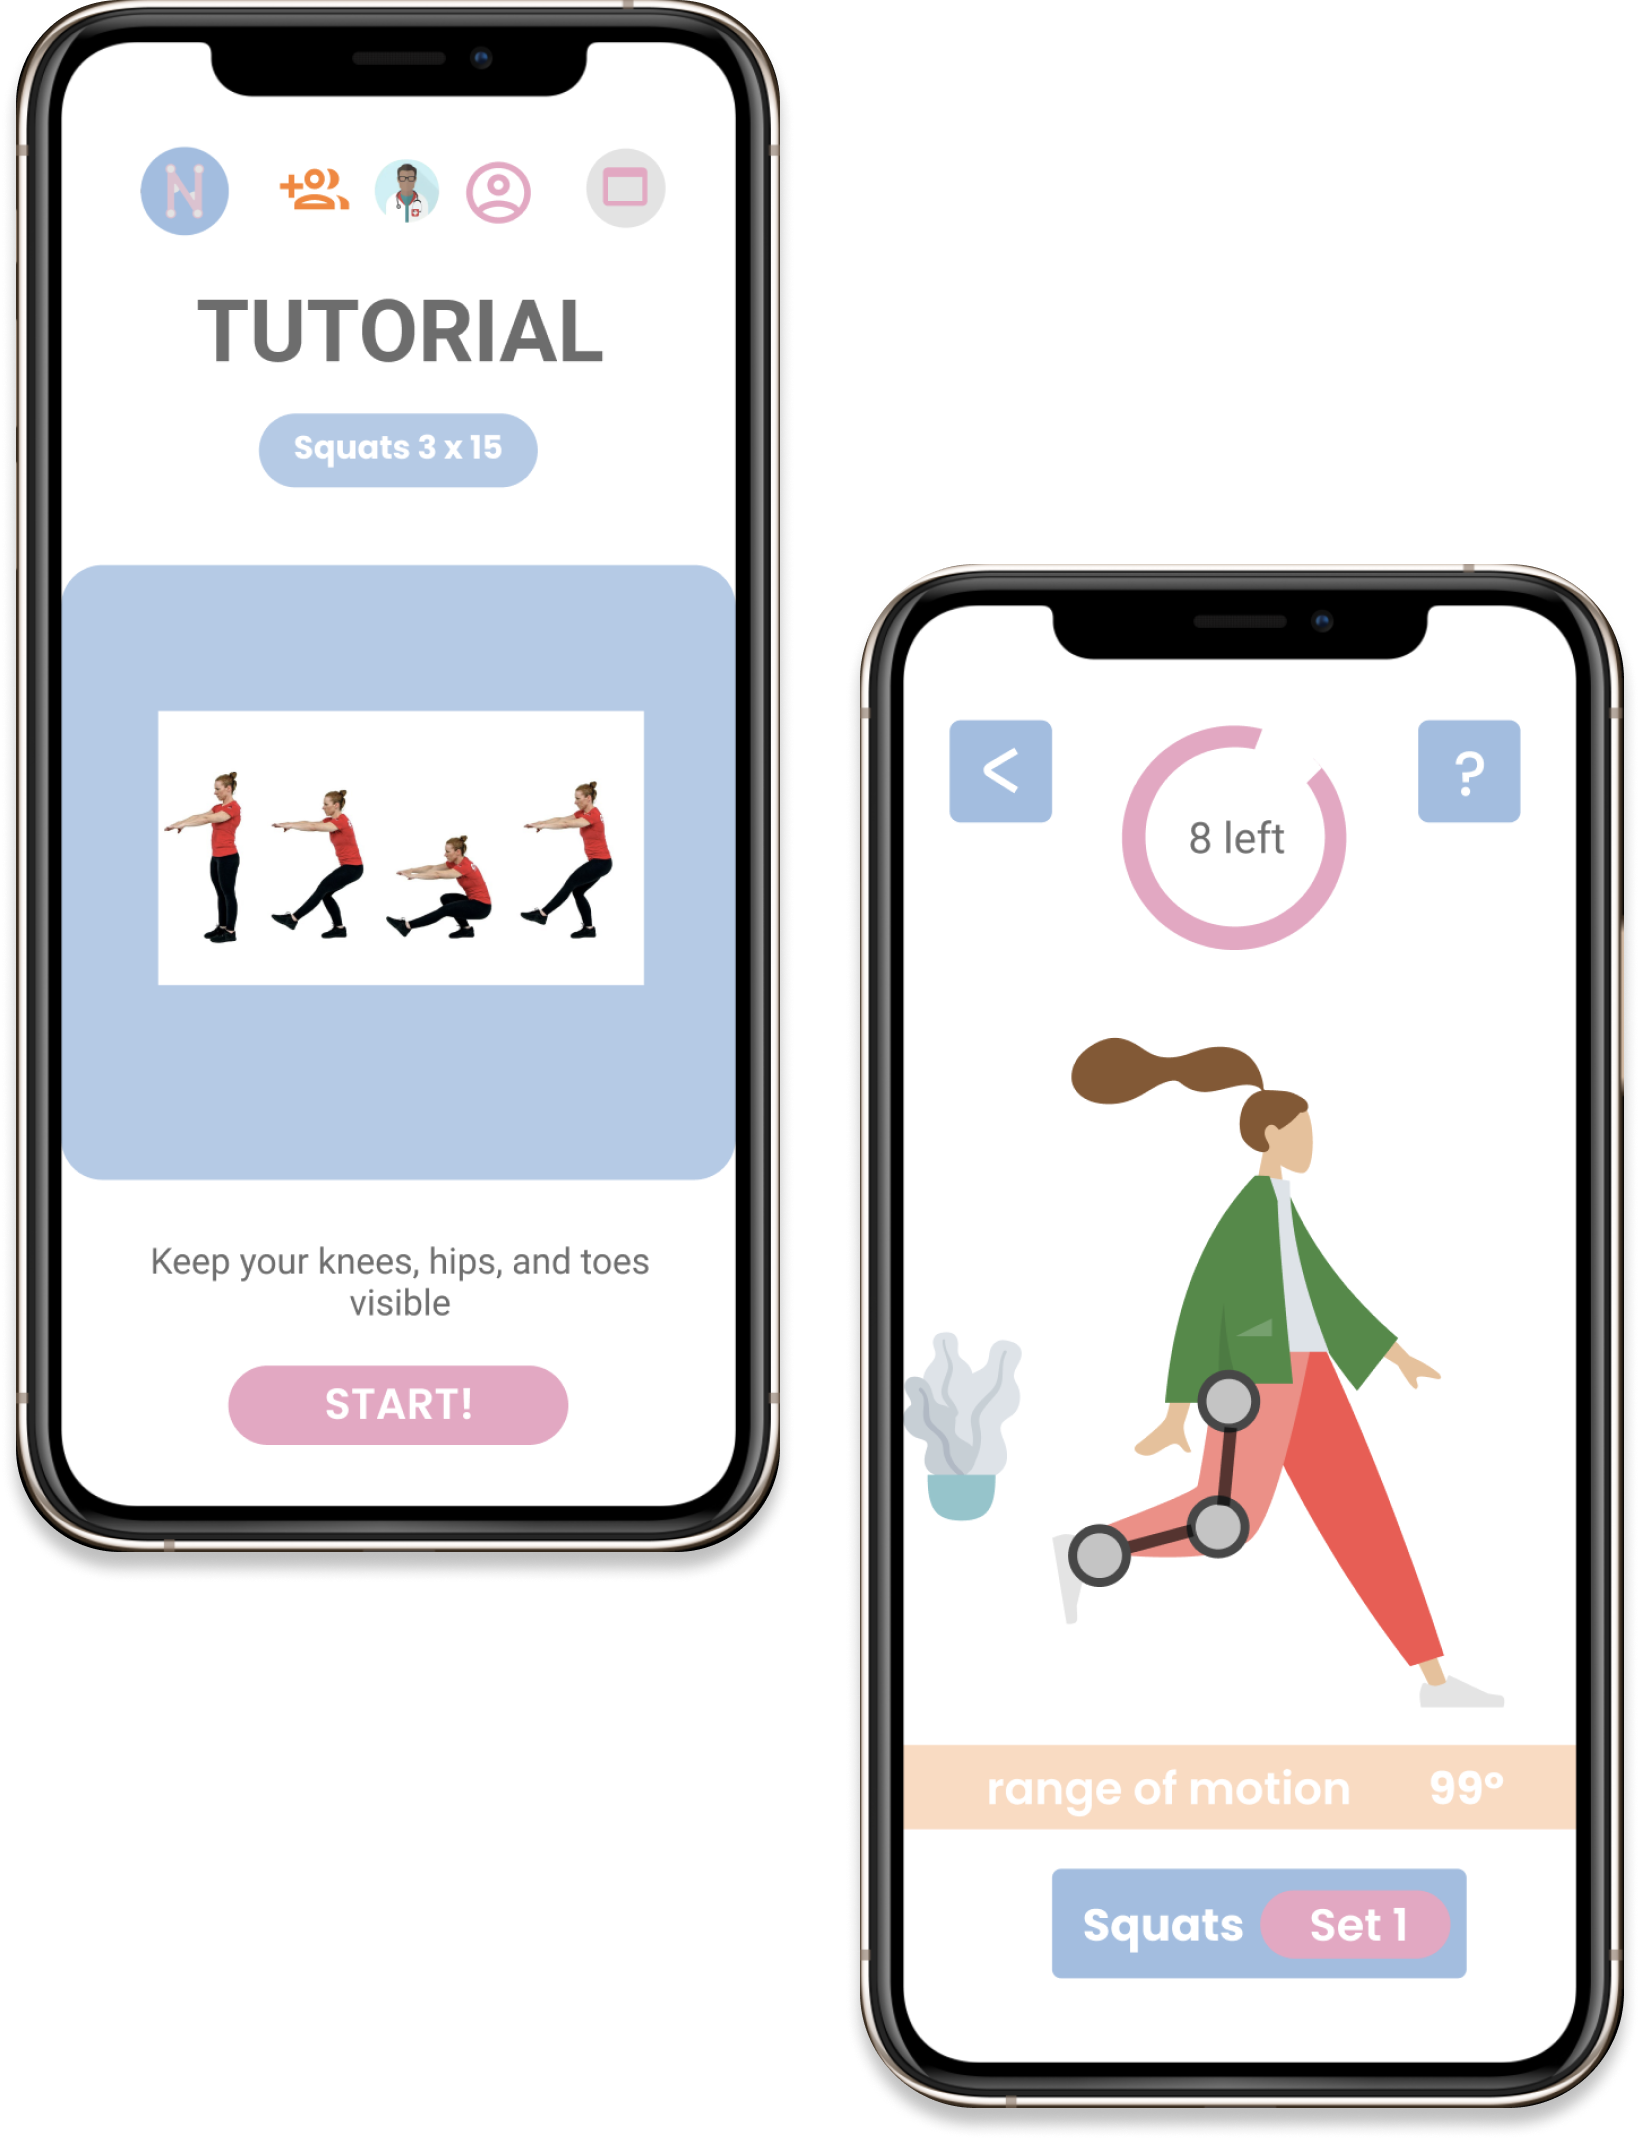 N
TUTORIAL
Squats 3 x 15
Keep your knees, hips, and toes
visible
START!
<
?
8 left
range of motion 99º
Squats Set 1